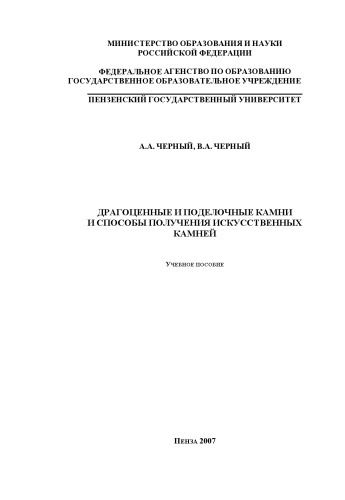 МИНИСТЕРСТВО ОБРАЗОВАНИЯ И НАУКИ
РОССИЙСКОЙ ФЕДЕРАЦИИ
ФЕДЕРАЛЬНОЕ АГЕНСТВО ПО ОБРАЗОВАНИЮ
ГОСУДАРСТВЕННОЕ ОБРАЗОВАТЕЛЬНОЕ УЧРЕЖДЕНИЕ
ПЕНЗЕНСКИЙ ГОСУДАРСТВЕННЫЙ УНИВЕРСИТЕТ
А.А. ЧЕРНЫЙ, В.А. ЧЕРНЫЙ
ДРАГОЦЕННЫЕ И ПОДЕЛОЧНЫЕ КАМНИ
И СПОСОБЫ ПОЛУЧЕНИЯ ИСКУССТВЕННЫХ
КАМНЕЙ
УЧЕБНОЕ ПОСОБИЕ
ПЕНЗА 2007